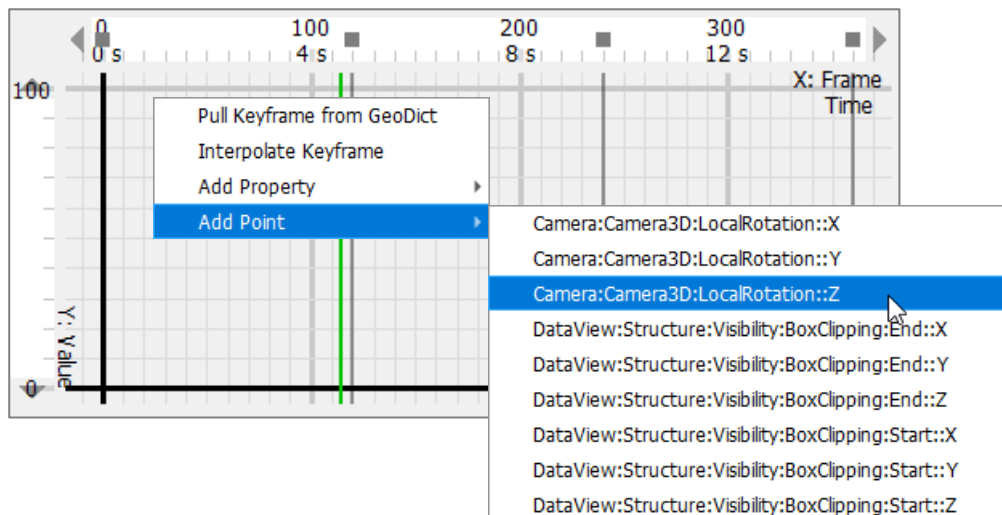 0 100 200 300
0 s 4 s 8 s 12 s
X: Frame
Time
100
Y: Value
0
Pull Keyframe from GeoDict
Interpolate Keyframe
Add Property
Add Point
Camera:Camera3D:LocalRotation::X
Camera:Camera3D:LocalRotation::Y
Camera:Camera3D:LocalRotation::Z
DataView:Structure:Visibility:BoxClipping:End::X
DataView:Structure:Visibility:BoxClipping:End::Y
DataView:Structure:Visibility:BoxClipping:End::Z
DataView:Structure:Visibility:BoxClipping:Start::X
DataView:Structure:Visibility:BoxClipping:Start::Y
DataView:Structure:Visibility:BoxClipping:Start::Z